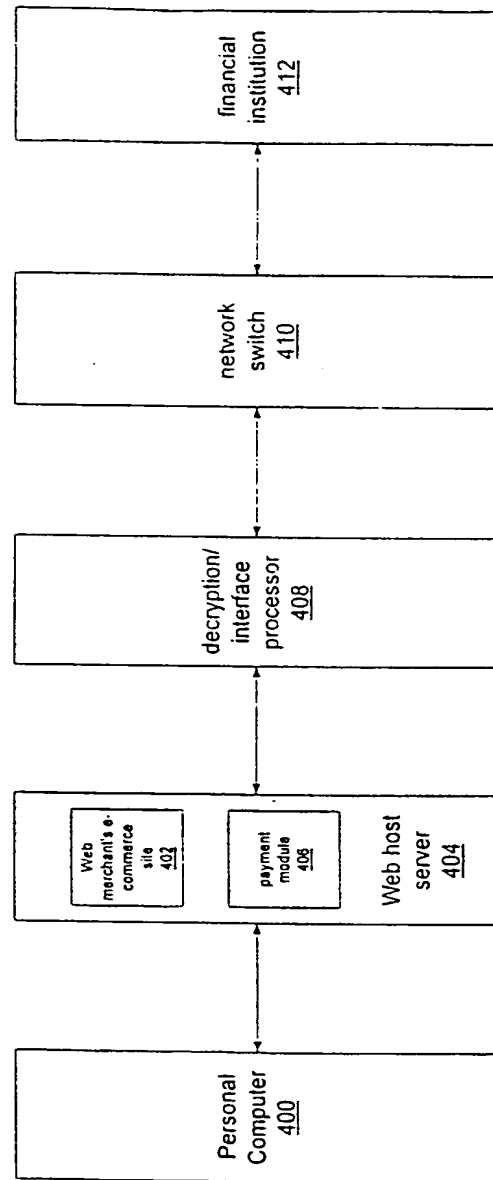 Personal
Computer
400
Web
merchant's e-
commerce
site
402
payment
module
406
Web host
server
404
decryption/
interface
processor
408
network
switch
410
financial
institution
412